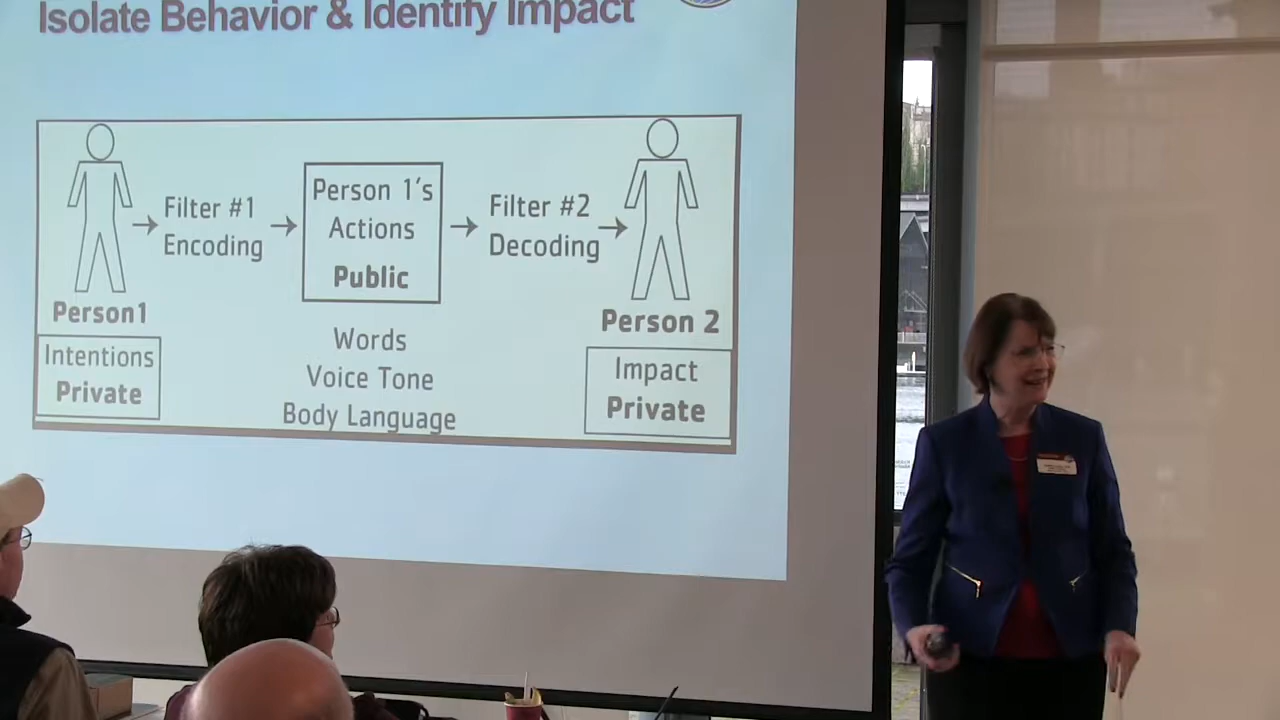 Isolate Behavior & Identify Impact
Person 1's
Actions
Public
Filter #1
Encoding
Filter #2
Decoding
Person1
Intentions
Private
Words
Voice Tone
Body Language
Person 2
Impact
Private